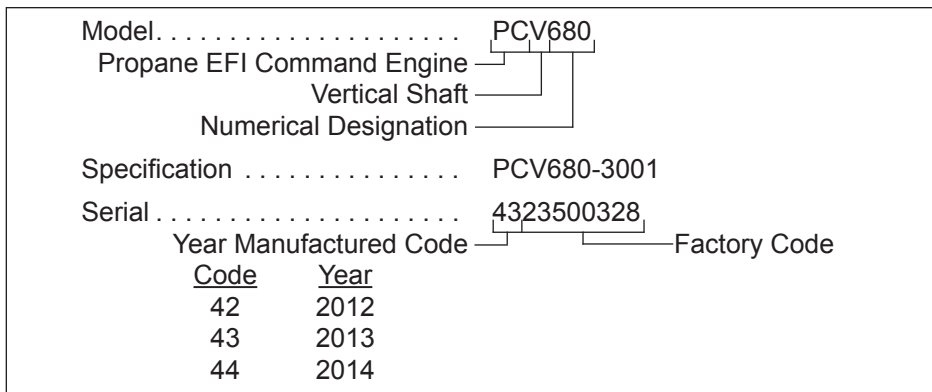 Model. . . . . . . . . . . . . . . . . . . . . . PCV680
Propane EFI Command Engine
Vertical Shaft
Numerical Designation
Specification . . . . . . . . . . . . . . . PCV680-3001
Serial . . . . . . . . . . . . . . . . . . . . . . 4323500328
Year Manufactured Code Factory Code
Code Year
42 2012
43 2013
44 2014